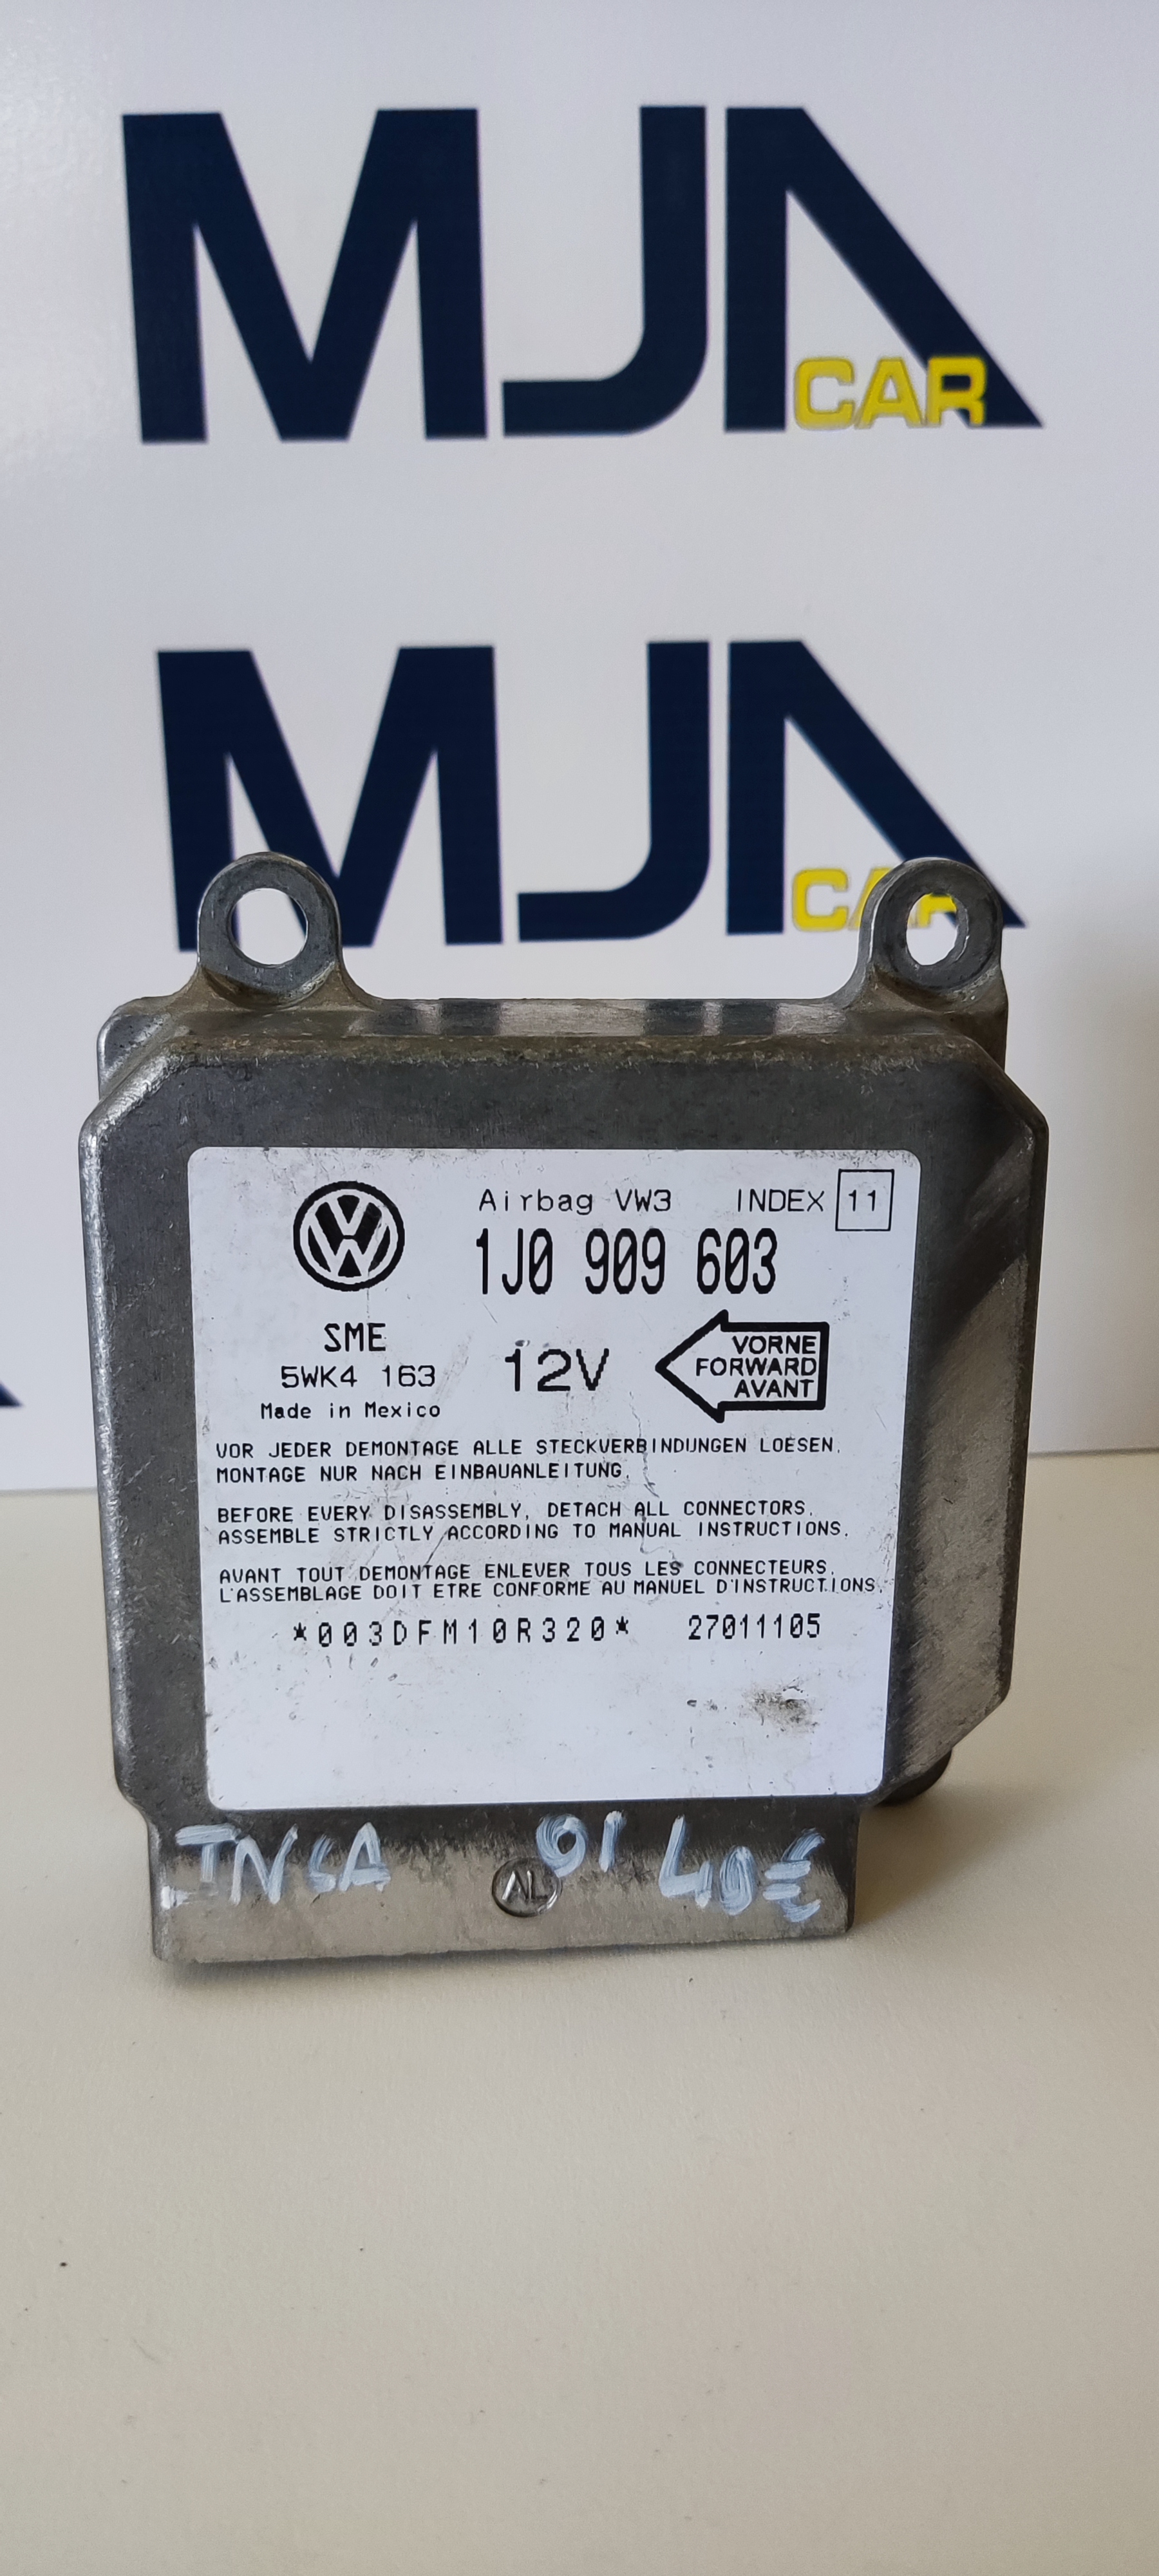 MJA CAR
MJA CAR
Airbag VW3 INDEX 11
1J0 909 603
SME
5WK4 163
Made in Mexico
12V
VORNE
FORWARD
AVANT
VOR JEDER DEMONTAGE ALLE STECKVERBINDUNGEN LOESEN.
MONTAGE NUR NACH EINBAUANLEITUNG.
BEFORE EVERY DISASSEMBLY, DETACH ALL CONNECTORS.
ASSEMBLE STRICTLY ACCORDING TO MANUAL INSTRUCTIONS.
AVANT TOUT DEMONTAGE ENLEVER TOUS LES CONNECTEURS.
L'ASSEMBLAGE DOIT ETRE CONFORME AU MANUEL D'INSTRUCTIONS.
*003DFM10R320* 27011105
INCA 01 40€
AL